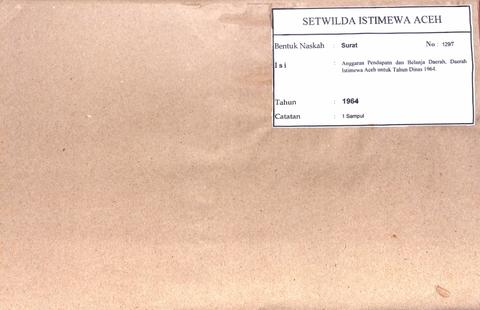 SETWILDA ISTIMEWA ACEH
Bentuk Naskah : Surat No : 1297
Isi : Anggaran Pendapatn dan Belanja Daerah, Daerah
Istimewa Aceh untuk Tahun Dinas 1964.
Tahun : 1964
Catatan : 1 Sampul